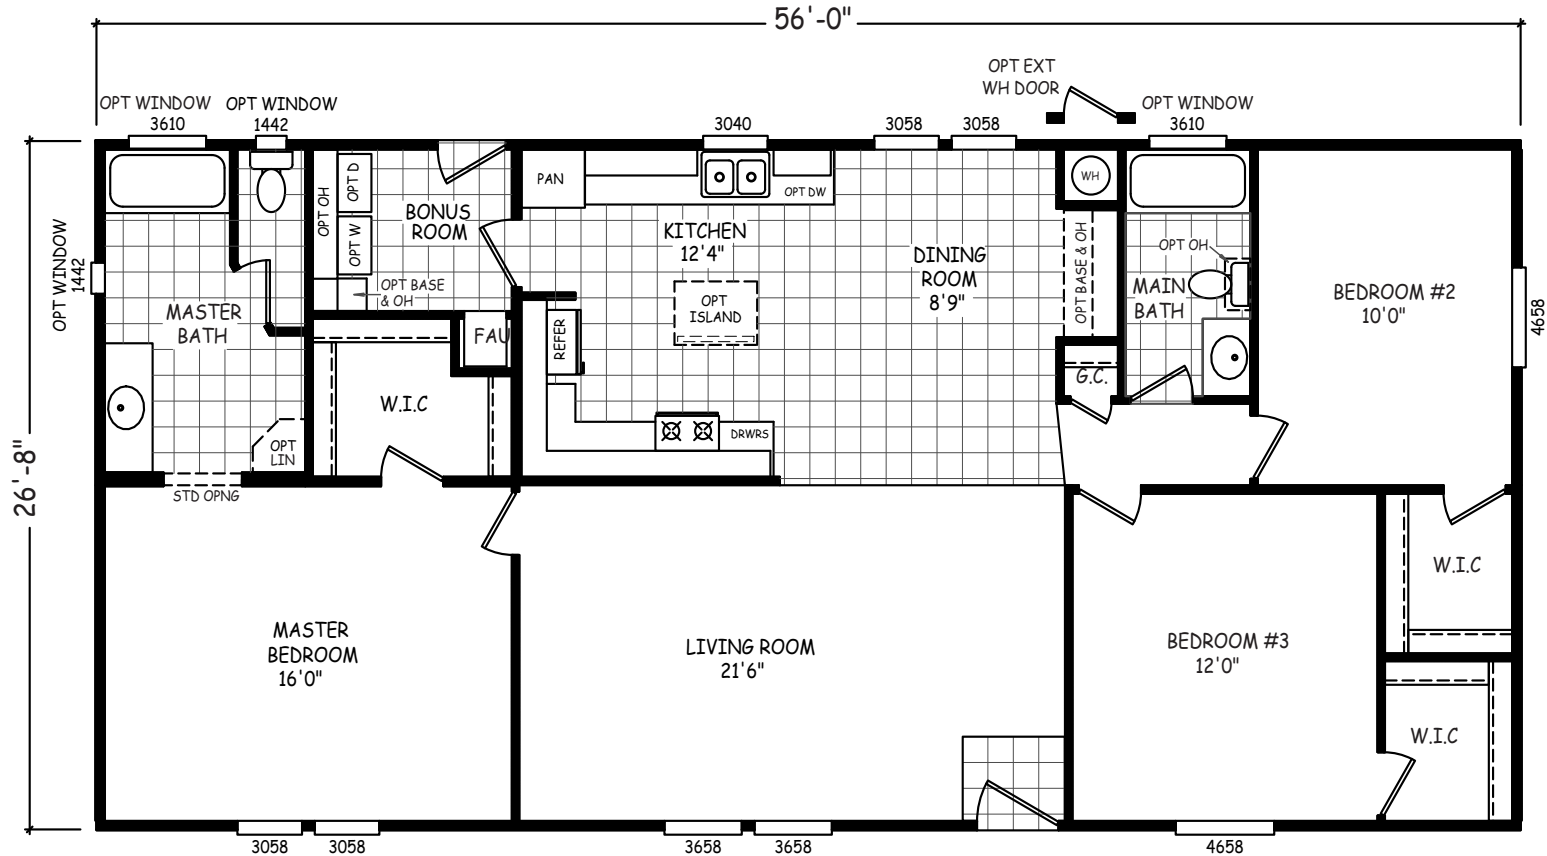 56'-0"
OPT EXT
WH DOOR
OPT WINDOW
3610
OPT WINDOW
1442
3040
3058
3058
OPT WINDOW
3610
OPT WINDOW
1442
26'-8"
OPT OH
OPT D
OPT W
BONUS
ROOM
OPT BASE
& OH
PAN
OPT DW
KITCHEN
12'4"
OPT
ISLAND
DINING
ROOM
8'9"
WH
OPT BASE & OH
OPT OH
MAIN
BATH
BEDROOM #2
10'0"
4658
MASTER
BATH
FAU
REFER
G.C.
W.I.C
DRWRS
OPT
LIN
STD OPNG
W.I.C
MASTER
BEDROOM
16'0"
LIVING ROOM
21'6"
BEDROOM #3
12'0"
W.I.C
3058
3058
3658
3658
4658